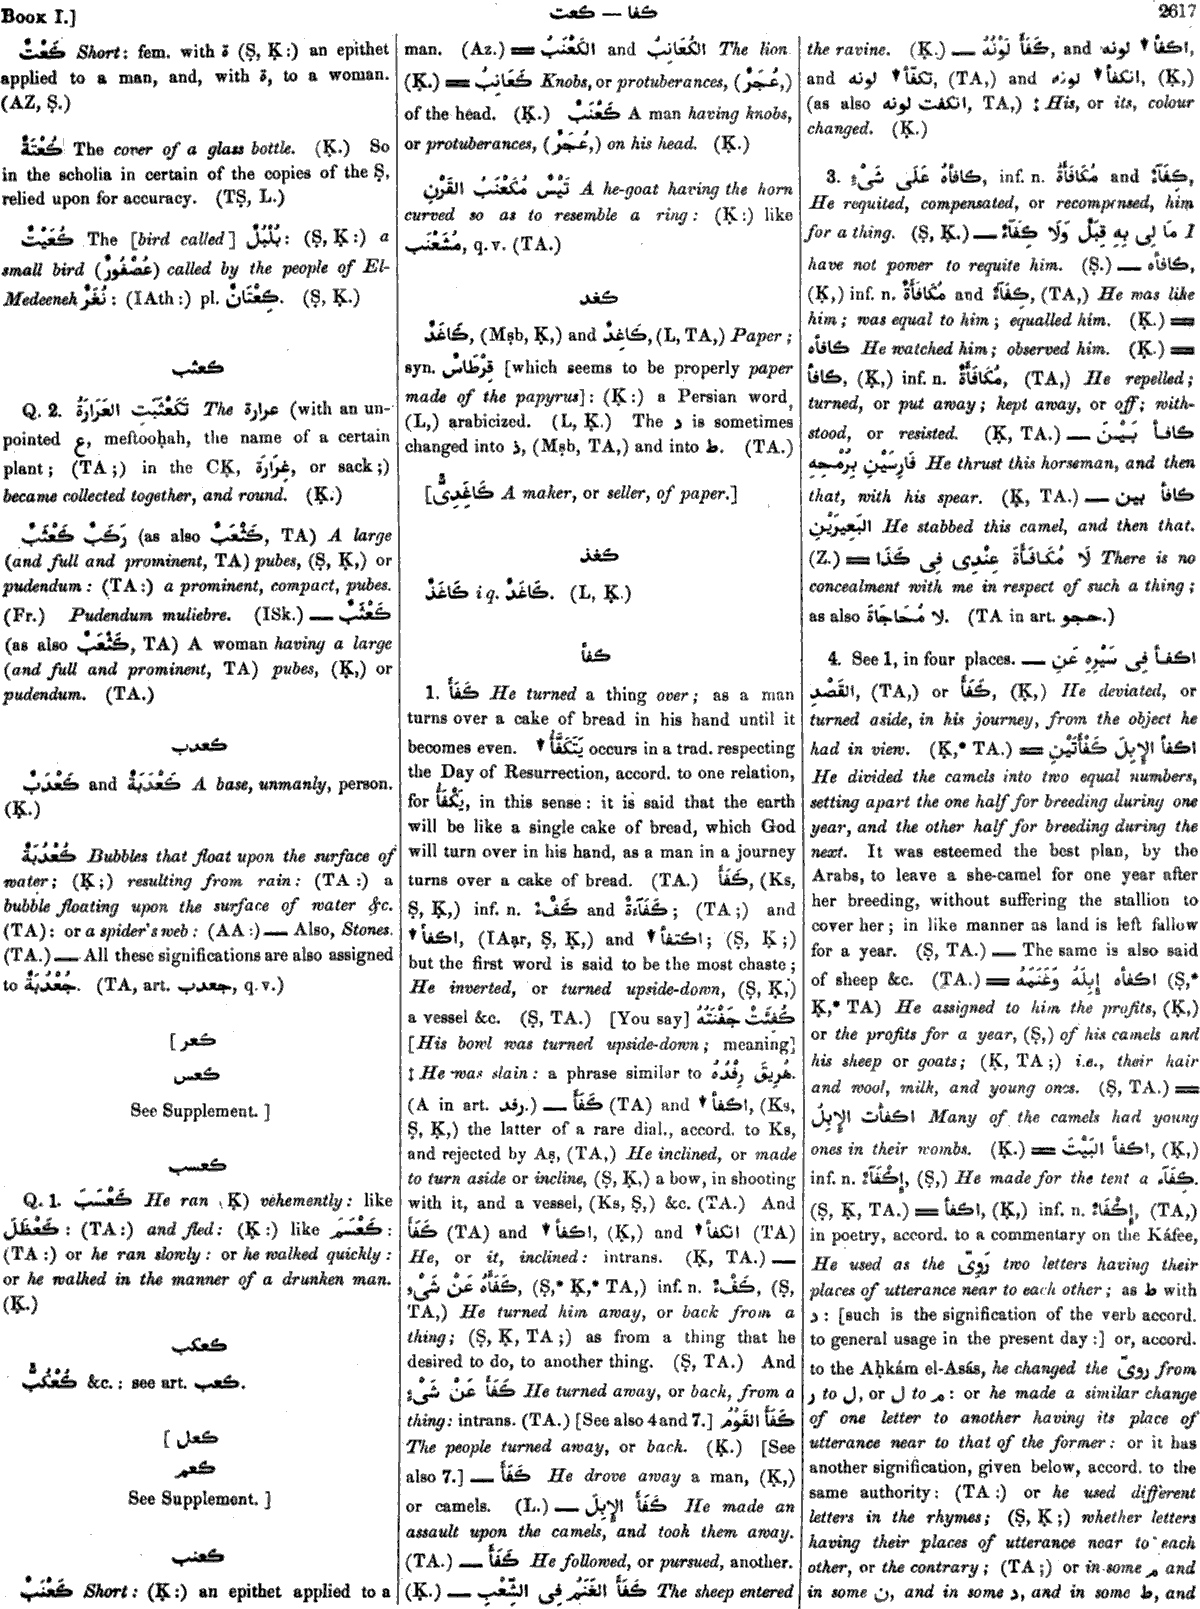 Book I.]
كعت — كفا
2617
كَعْتٌ Short: fem. with ة (Ṣ, Ḳ:) an epithet
applied to a man, and, with ة, to a woman.
(AZ, Ṣ.)
كُعْتَةٌ The cover of a glass bottle. (Ḳ.) So
in the scholia in certain of the copies of the Ṣ,
relied upon for accuracy. (TṢ, L.)
كُعَيْتٌ The [bird called] بُلْبُل: (Ṣ, Ḳ:) a
small bird (عُصْفُورٌ) called by the people of El-
Medeeneh نُغَرٌ: (IAth:) pl. كِعْتَانٌ. (Ṣ, Ḳ.)
كعثب
Q. 2. تَكَعْثَبَتِ العَرَارَةُ The عرارة (with an un-
pointed ع, meftooḥah, the name of a certain
plant; (TA;) in the CḲ, غِرَارَة, or sack;)
became collected together, and round. (Ḳ.)
رَكَبٌ كَعْثَبٌ (as also كَثْعَبٌ, TA) A large
(and full and prominent, TA) pubes, (Ṣ, Ḳ,) or
pudendum: (TA:) a prominent, compact, pubes.
(Fr.) Pudendum muliebre. (ISk.) — كَعْثَبٌ
(as also كَثْعَبٌ, TA) A woman having a large
(and full and prominent, TA) pubes, (Ḳ,) or
pudendum. (TA.)
كعدب
كَعْدَبٌ and كَعْدَبَةٌ A base, unmanly, person.
(Ḳ.)
كُعْدُبَةٌ Bubbles that float upon the surface of
water; (Ḳ;) resulting from rain: (TA:) a
bubble floating upon the surface of water &c.
(TA): or a spider's web: (AA:) — Also, Stones.
(TA.) — All these significations are also assigned
to جُعْدُبَةٌ. (TA, art. جعدب, q. v.)
[كعر
كعس
See Supplement.]
كعسب
Q. 1. كَعْسَبَ He ran (Ḳ) vehemently: like
كَعْظَلَ: (TA:) and fled: (Ḳ:) like كَعْسَمَ:
(TA:) or he ran slowly: or he walked quickly:
or he walked in the manner of a drunken man.
(Ḳ.)
كعكب
كُعْكُبٌّ &c.: see art. كعب.
[كعل
كعم
See Supplement.]
كعنب
كَعْنَبٌ Short: (Ḳ:) an epithet applied to a
man. (Az.) = الكَعْنَبُ and الكُعَانِبُ The lion.
(Ḳ.) = كَعَانِبُ Knobs, or protuberances, (عُجَرٌ,)
of the head. (Ḳ.) كَعْنَبٌ A man having knobs,
or protuberances, (عُجَر,) on his head. (Ḳ.)
تَيْسٌ مُكَعْنَبُ القَرْنِ A he-goat having the horn
curved so as to resemble a ring: (Ḳ:) like
مُشَعْنَب, q. v. (TA.)
كغد
كَاغَدٌ, (Mṣb, Ḳ,) and كَاغِدٌ, (L, TA,) Paper;
syn. قِرْطَاسٌ [which seems to be properly paper
made of the papyrus]: (Ḳ:) a Persian word,
(L,) arabicized. (L, Ḳ.) The د is sometimes
changed into ذ, (Mṣb, TA,) and into ط. (TA.)
[كَاغَدِىٌّ A maker, or seller, of paper.]
كغذ
كَاغَذٌ i q. كَاغَدٌ. (L, Ḳ.)
كفأ
1. كَفَأَ He turned a thing over; as a man
turns over a cake of bread in his hand until it
becomes even. ↓ يَتَكَفَّأُ occurs in a trad. respecting
the Day of Resurrection, accord. to one relation,
for يَكْفَأُ, in this sense: it is said that the earth
will be like a single cake of bread, which God
will turn over in his hand, as a man in a journey
turns over a cake of bread. (TA.) كَفَأَ, (Ks,
Ṣ, Ḳ,) inf. n. كَفْءٌ and كَفَآءَةٌ; (TA;) and
↓ اكفأ, (IAạr, Ṣ, Ḳ,) and ↓ اكتفأ; (Ṣ, Ḳ;)
but the first word is said to be the most chaste;
He inverted, or turned upside-down, (Ṣ, Ḳ,)
a vessel &c. (Ṣ, TA.) [You say] كُفِئَتْ جَفْنَتُهُ
[His bowl was turned upside-down; meaning]
‡ He was slain: a phrase similar to هُرِيقَ رِفْدُهُ.
(A in art. رفد.) — كَفَأَ (TA) and ↓ اكفأ, (Ks,
Ṣ, Ḳ,) the latter of a rare dial., accord. to Ks,
and rejected by Aṣ, (TA,) He inclined, or made
to turn aside or incline, (Ṣ, Ḳ,) a bow, in shooting
with it, and a vessel, (Ks, Ṣ,) &c. (TA.) And
كَفَأَ (TA) and ↓ اكفأ, (Ḳ,) and ↓ انكفأ (TA)
He, or it, inclined: intrans. (Ḳ, TA.) —
كَفَأَهُ عَنْ شَىْءٍ, (Ṣ,* Ḳ,* TA,) inf. n. كَفْءٌ, (Ṣ,
TA,) He turned him away, or back from a
thing; (Ṣ, Ḳ, TA;) as from a thing that he
desired to do, to another thing. (Ṣ, TA.) And
كَفَأَ عَنْ شَىْءٍ He turned away, or back, from a
thing: intrans. (TA.) [See also 4 and 7.] كَفَأَ القَوْمُ
The people turned away, or back. (Ḳ.) [See
also 7.] — كَفَأَ He drove away a man, (Ḳ,)
or camels. (L.) — كَفَأَ الإِبِلَ He made an
assault upon the camels, and took them away.
(TA.) — كَفَأَ He followed, or pursued, another.
(Ḳ.) — كَفَأَ الغَنَمُ فِى الشِّعْبِ The sheep entered
the ravine. (Ḳ.) — كَفَأَ لَوْنُهُ, and ↓ اكفأ لونه,
and ↓ تكفّأ لونه, (TA,) and ↓ انكفأ لونه, (Ḳ,)
(as also انكفت لونه, TA,) ‡ His, or its, colour
changed. (Ḳ.)
3. كافأهُ عَلَى شَىْءٍ, inf. n. مُكَافَأَةٌ and كِفَآءٌ,
He requited, compensated, or recompensed, him
for a thing. (Ṣ, Ḳ.) — مَا لِى بِهِ قِبَلٌ وَلَا كِفَآءٌ I
have not power to requite him. (Ṣ.) — كافأه,
(Ḳ,) inf. n. مُكَافَأَةٌ and كِفَآءٌ, (TA,) He was like
him; was equal to him; equalled him. (Ḳ.) =
كافأه He watched him; observed him. (Ḳ.) =
كافأ, (Ḳ,) inf. n. مُكَافَأَةٌ, (TA,) He repelled;
turned, or put away; kept away, or off; with-
stood, or resisted. (Ḳ, TA.) — كافأ بَيْنَ
فَارِسَيْنِ بِرُمْحِهِ He thrust this horseman, and then
that, with his spear. (Ḳ, TA.) — كافأ بين
البَعِيرَيْنِ He stabbed this camel, and then that.
(Z.) = لَا مُكَافَأَةَ عِنْدِى فِى كَذَا There is no
concealment with me in respect of such a thing;
as also لا مُحَاجَاةَ. (TA in art. حجو.)
4. See 1, in four places. — اكفأ فِى سَيْرِهِ عَنِ
القَصْدِ, (TA,) or كَفَأَ, (Ḳ,) He deviated, or
turned aside, in his journey, from the object he
had in view. (Ḳ,* TA.) = اكفأ الإِبِلَ كَفْأَتَيْنِ
He divided the camels into two equal numbers,
setting apart the one half for breeding during one
year, and the other half for breeding during the
next. It was esteemed the best plan, by the
Arabs, to leave a she-camel for one year after
her breeding, without suffering the stallion to
cover her; in like manner as land is left fallow
for a year. (Ṣ, TA.) — The same is also said
of sheep &c. (TA.) = اكفأه إِبِلَهُ وَغَنَمَهُ (Ṣ,*
Ḳ,* TA) He assigned to him the profits, (Ḳ,)
or the profits for a year, (Ṣ,) of his camels and
his sheep or goats; (Ḳ, TA;) i.e., their hair
and wool, milk, and young ones. (Ṣ, TA.) =
اكفأت الإِبِلُ Many of the camels had young
ones in their wombs. (Ḳ.) = اكفأ البَيْتَ, (Ḳ,)
inf. n. إِكْفَآءٌ, (Ṣ,) He made for the tent a كِفَآء.
(Ṣ, Ḳ, TA.) = اكفأ, (Ḳ,) inf. n. إِكْفَآءٌ, (TA,)
in poetry, accord. to a commentary on the Káfee,
He used as the رَوِىّ two letters having their
places of utterance near to each other; as ط with
د: [such is the signification of the verb accord.
to general usage in the present day:] or, accord.
to the Aḥkám el-Asás, he changed the روىّ from
ر to ل, or ل to م: or he made a similar change
of one letter to another having its place of
utterance near to that of the former: or it has
another signification, given below, accord. to the
same authority: (TA:) or he used different
letters in the rhymes; (Ṣ, Ḳ;) whether letters
having their places of utterance near to each
other, or the contrary; (TA;) or in some م and
in some ن, and in some د, and in some ط, and